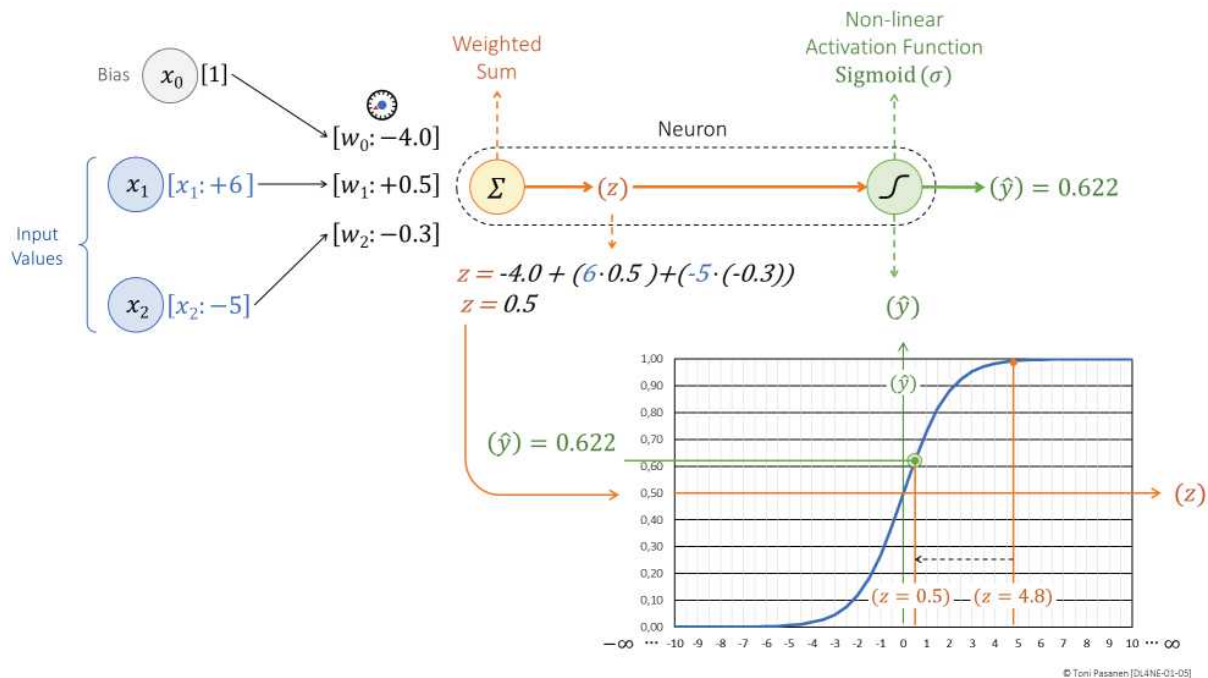 Non-linear
Activation Function
Sigmoid (σ)
Weighted
Sum
Bias x₀ [1]
[w₀: −4.0]
Neuron
x₁ [x₁: +6] [w₁: +0.5] Σ (z) (ŷ) = 0.622
Input
Values
[w₂: −0.3]
z = -4.0 + (6·0.5)+(-5·(-0.3))
x₂ [x₂: −5]
z = 0.5
(ŷ)
1,00
(ŷ)
0,90
0,80
0,70
(ŷ) = 0.622
0,60
0,50 (z)
0,40
0,30
0,20
(z = 0.5) (z = 4.8)
0,10
0,00
−∞ ··· -10 -9 -8 -7 -6 -5 -4 -3 -2 -1 0 1 2 3 4 5 6 7 8 9 10 ··· ∞
© Toni Pasanen [DL4NE-01-05]